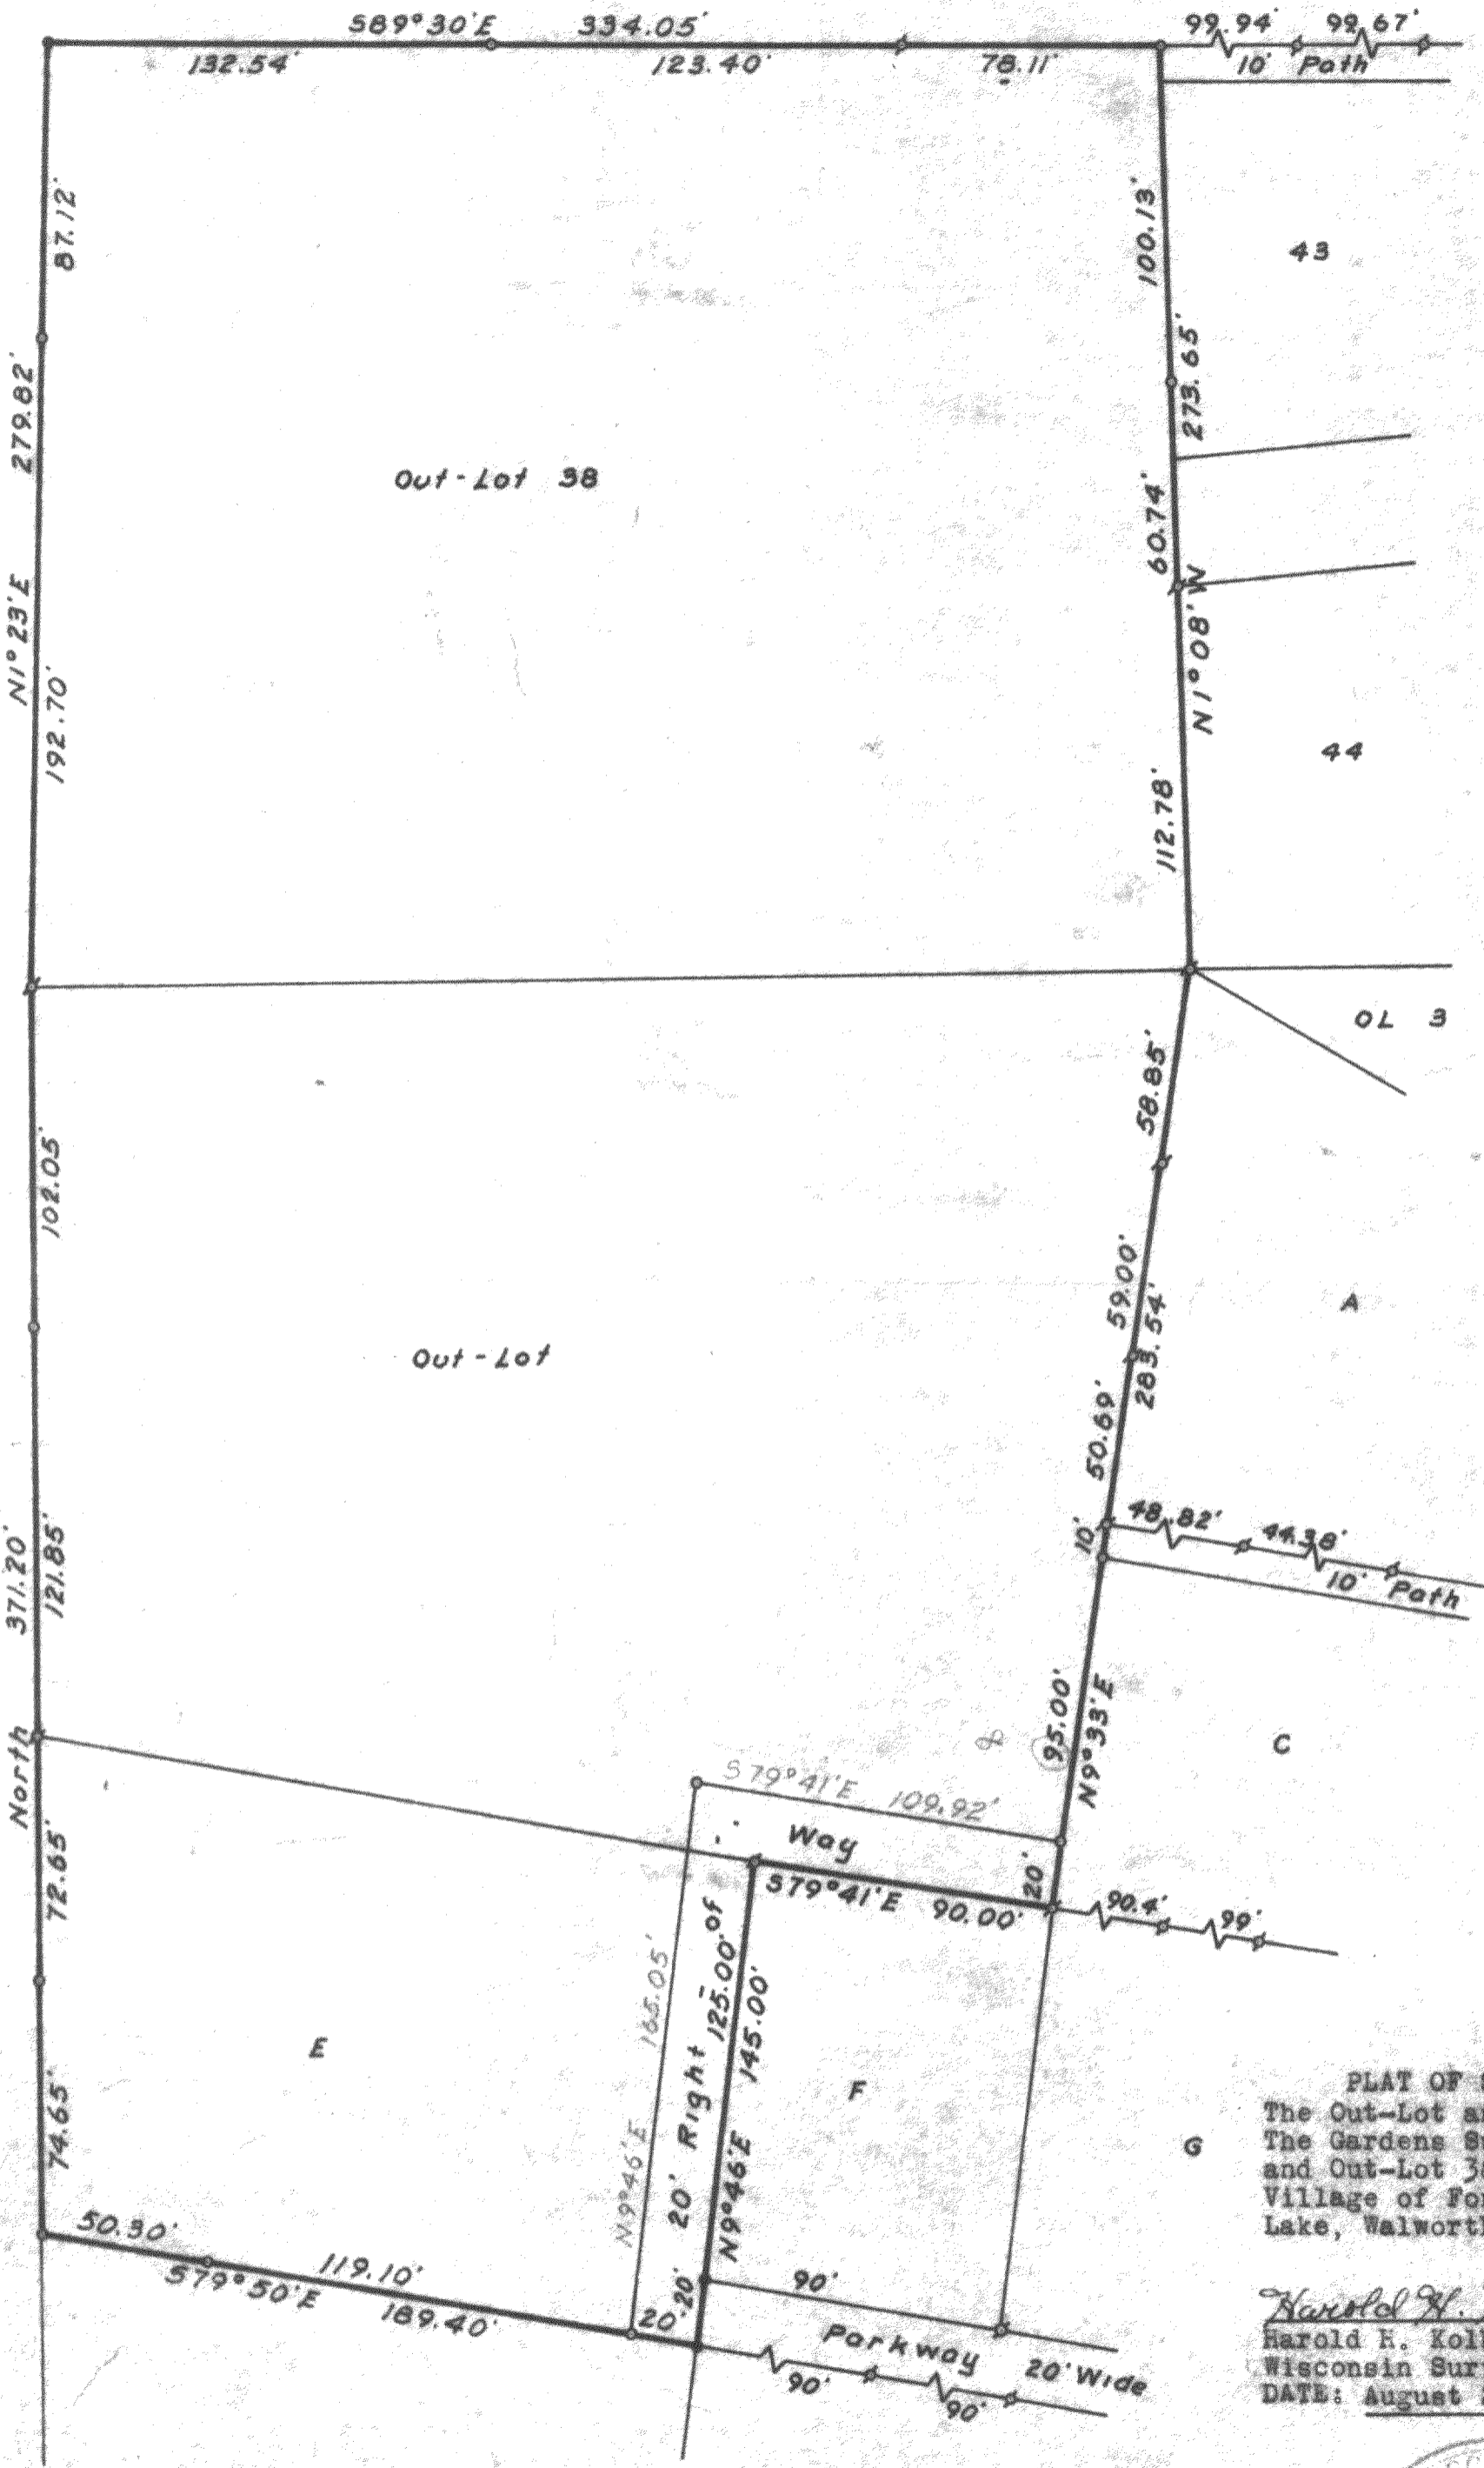 S89°30'E 334.05'
99.94' 99.67'
132.54' 123.40' 78.11'
10' Path
87.12'
279.82'
N1°23'E
192.70'
100.13'
273.65'
60.74'
N1°08'W
112.78'
43
44
Out-Lot 38
OL 3
58.85'
59.00'
283.54'
50.69'
A
10'
48.82' 44.38'
10' Path
102.05'
Out-Lot
371.20'
121.85'
North
95.00'
N9°33'E
C
S79°41'E 109.92'
Way
20'
S79°41'E 90.00'
90.4' 99'
72.65'
74.65'
E
165.05'
N9°46'E
20' Right of
125.00'
145.00'
N9°46'E
F
G
50.30'
119.10'
S79°50'E
189.40'
20'
20'
90'
Parkway 20' Wide
90' 90'
PLAT OF
The Out-Lot
The Gardens
and Out-Lot
Village of
Lake, Walworth
Harold H.
Harold H.
Wisconsin
DATE: August